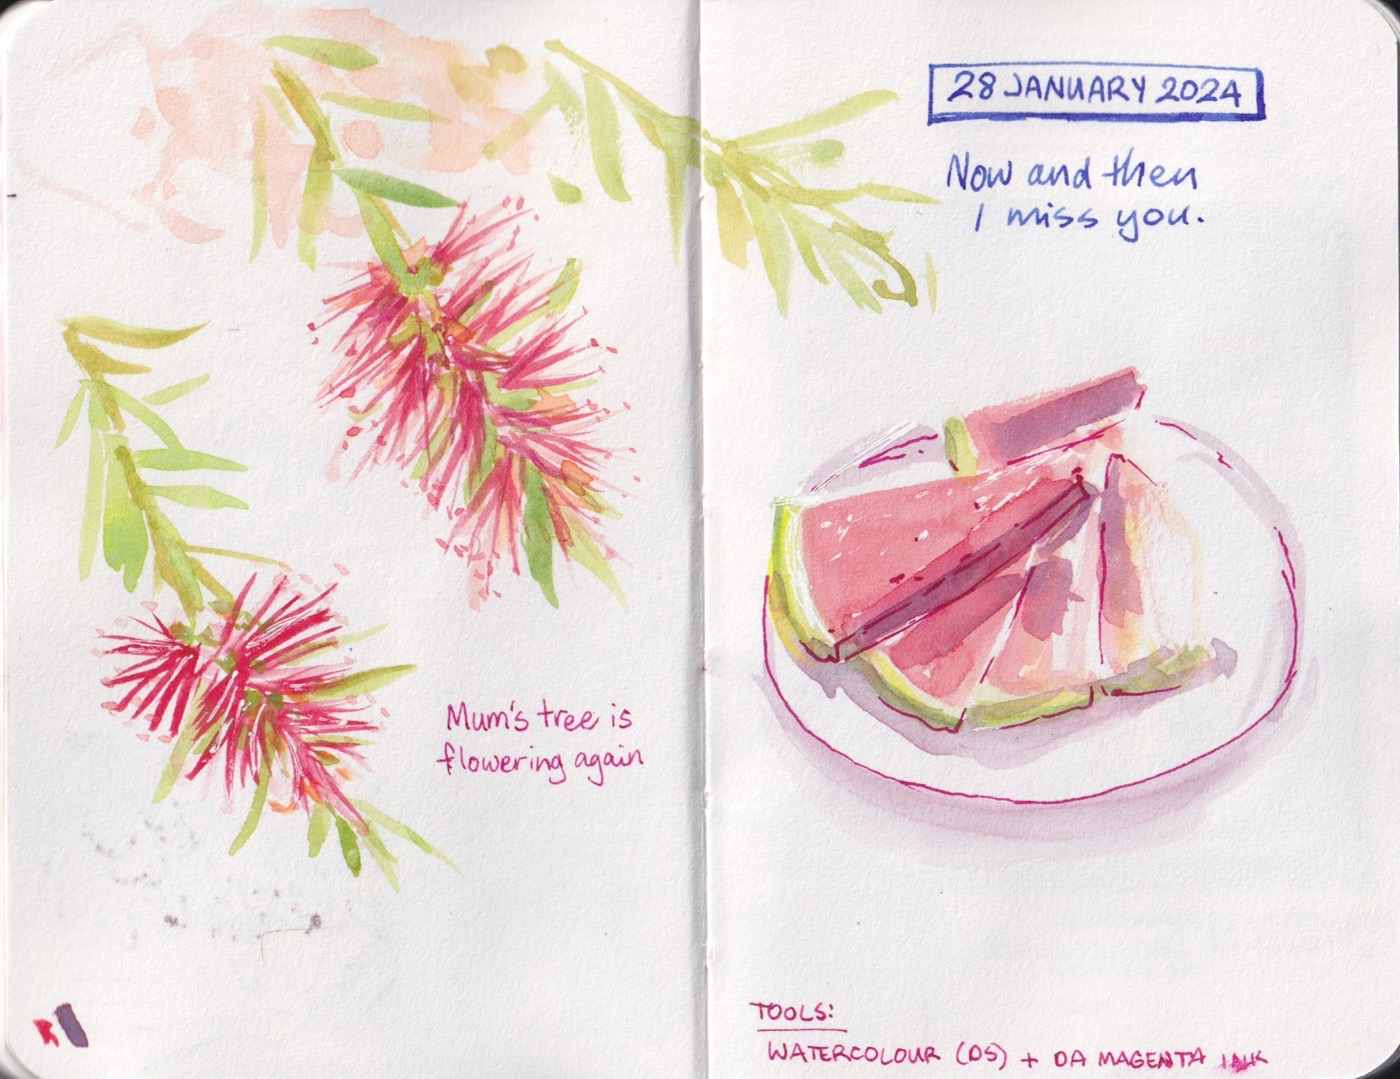 Mum's tree is
flowering again
28 JANUARY 2024
Now and then
I miss you.
TOOLS:
WATERCOLOUR (DS) + DA MAGENTA INK